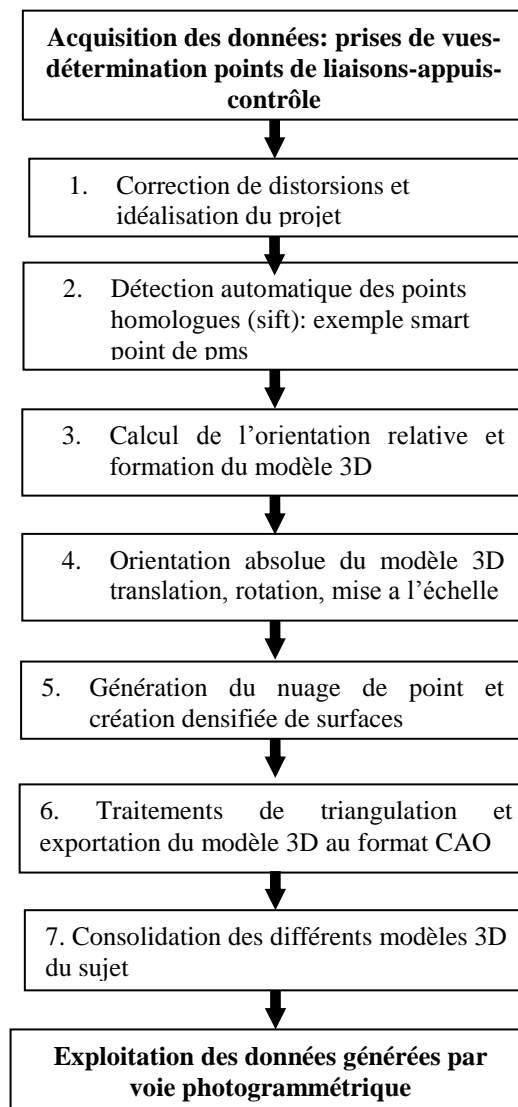 Acquisition des données: prises de vues-
détermination points de liaisons-appuis-
contrôle
1. Correction de distorsions et
idéalisation du projet
2. Détection automatique des points
homologues (sift): exemple smart
point de pms
3. Calcul de l'orientation relative et
formation du modèle 3D
4. Orientation absolue du modèle 3D
translation, rotation, mise a l'échelle
5. Génération du nuage de point et
création densifiée de surfaces
6. Traitements de triangulation et
exportation du modèle 3D au format CAO
7. Consolidation des différents modèles 3D
du sujet
Exploitation des données générées par
voie photogrammétrique